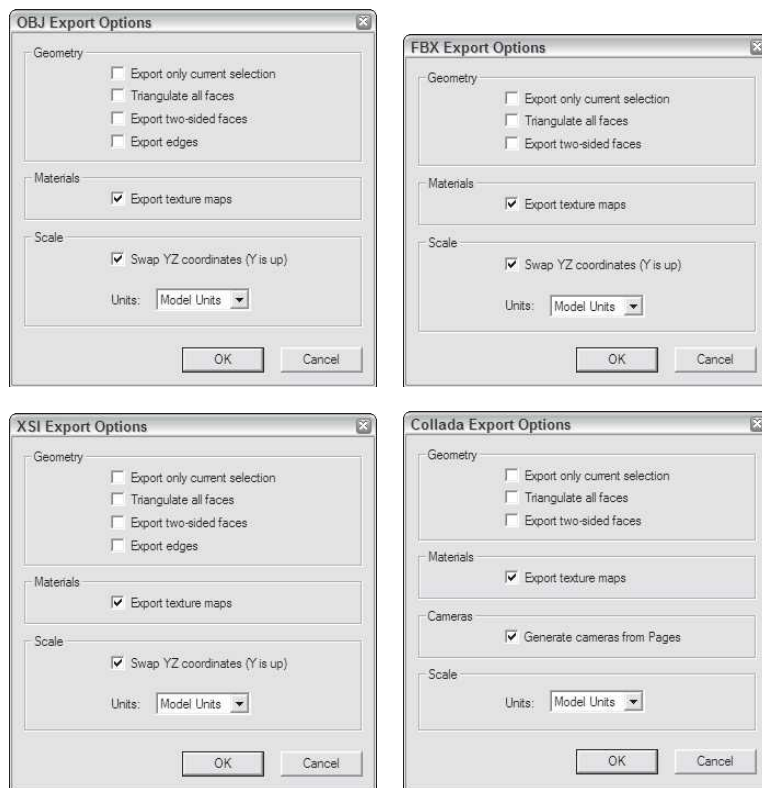 OBJ Export Options
Geometry
Export only current selection
Triangulate all faces
Export two-sided faces
Export edges
Materials
Export texture maps
Scale
Swap YZ coordinates (Y is up)
Units: Model Units
OK Cancel
FBX Export Options
Geometry
Export only current selection
Triangulate all faces
Export two-sided faces
Materials
Export texture maps
Scale
Swap YZ coordinates (Y is up)
Units: Model Units
OK Cancel
XSI Export Options
Geometry
Export only current selection
Triangulate all faces
Export two-sided faces
Export edges
Materials
Export texture maps
Scale
Swap YZ coordinates (Y is up)
Units: Model Units
OK Cancel
Collada Export Options
Geometry
Export only current selection
Triangulate all faces
Export two-sided faces
Materials
Export texture maps
Cameras
Generate cameras from Pages
Scale
Units: Model Units
OK Cancel